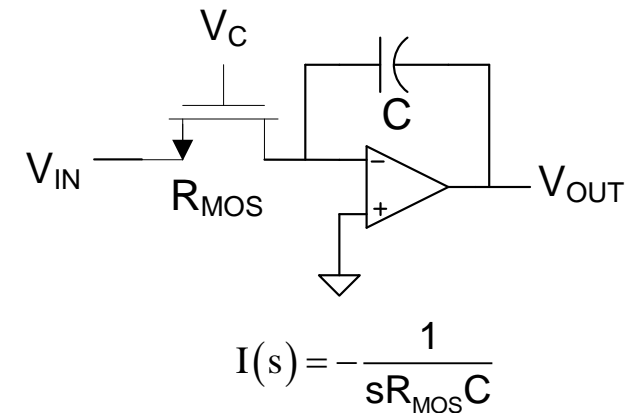 V_C
C
V_IN
R_MOS
−
+
V_OUT
I(s) = − 1 / sR_MOS C